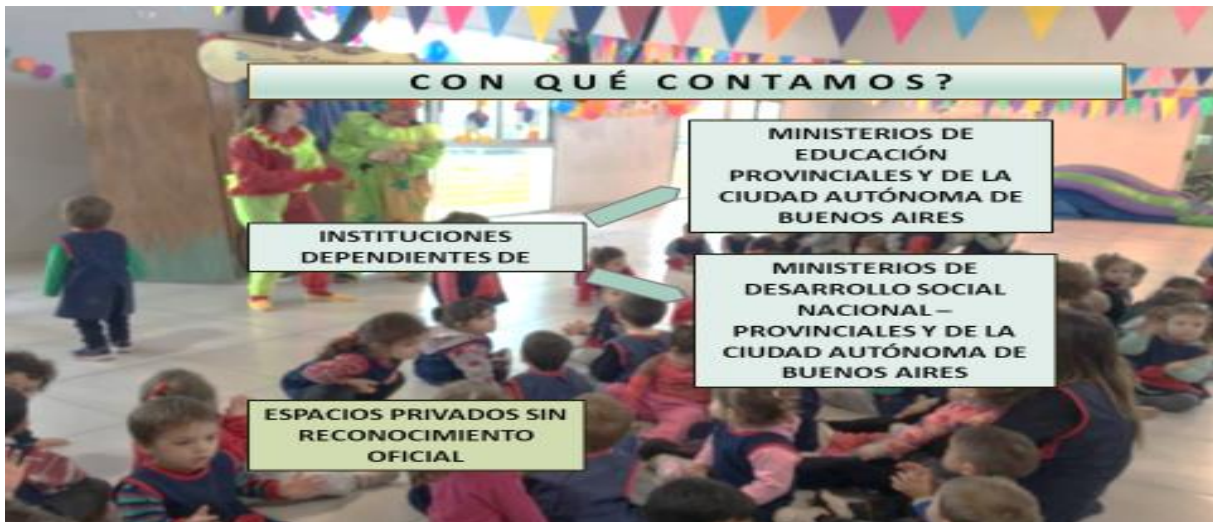 CON QUÉ CONTAMOS?
MINISTERIOS DE
EDUCACIÓN
PROVINCIALES Y DE LA
CIUDAD AUTÓNOMA DE
BUENOS AIRES
INSTITUCIONES
DEPENDIENTES DE
MINISTERIOS DE
DESARROLLO SOCIAL
NACIONAL –
PROVINCIALES Y DE LA
CIUDAD AUTÓNOMA DE
BUENOS AIRES
ESPACIOS PRIVADOS SIN
RECONOCIMIENTO
OFICIAL